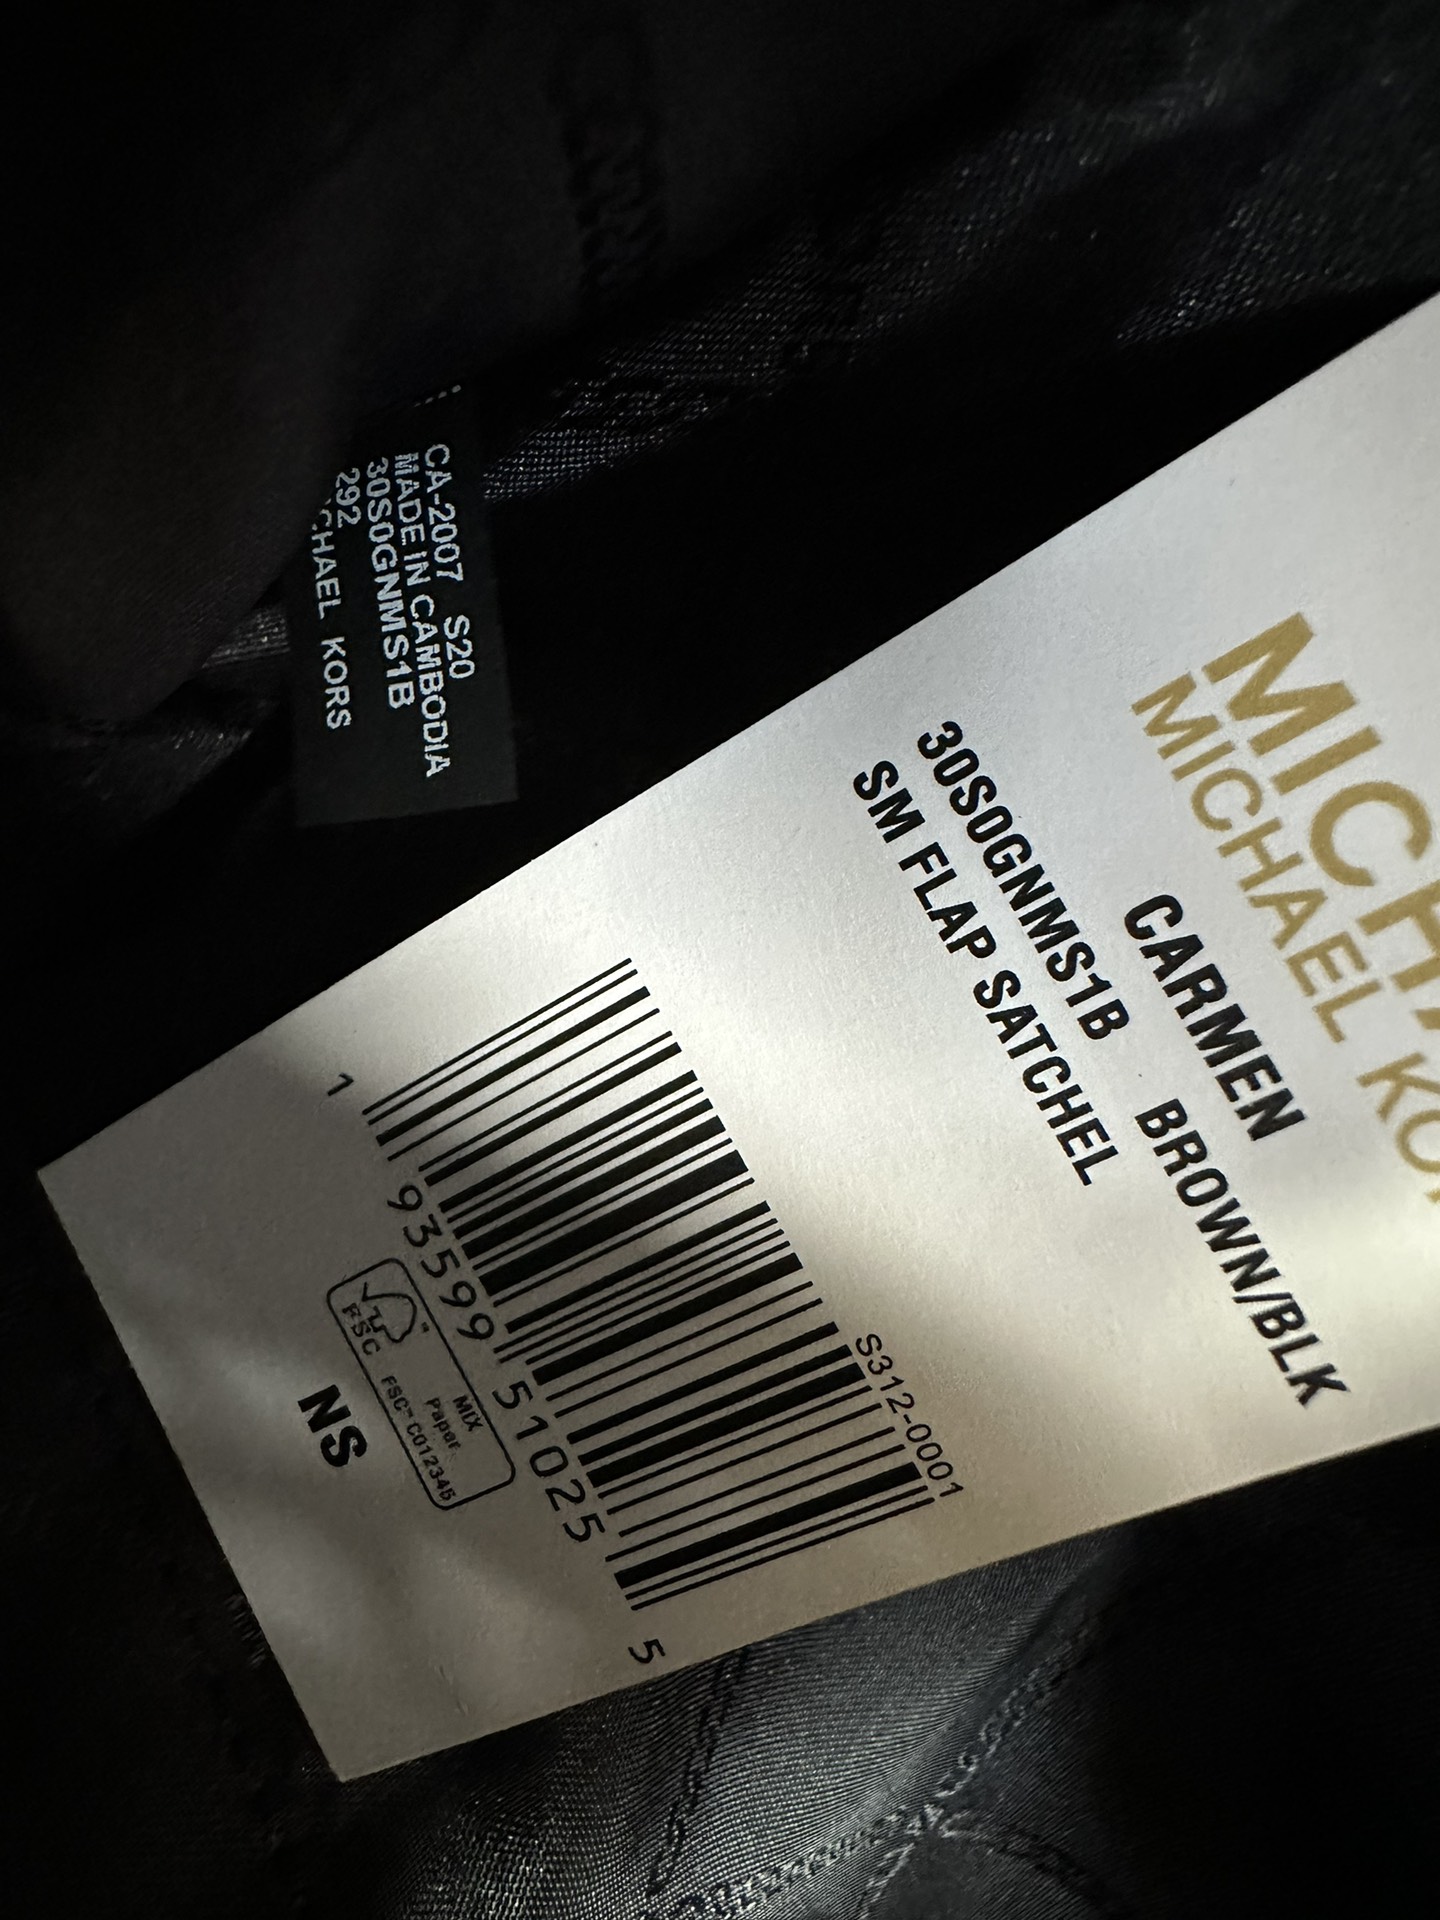 CA-2007 S20
MADE IN CAMBODIA
30S0GNMS1B
292
CHAEL KORS
MICHA
MICHAEL KO
CARMEN
30S0GNMS1B BROWN/BLK
SM FLAP SATCHEL
S312-0001
1 93599 51025 5
FSC
MIX
Paper
FSC™ C012345
NS